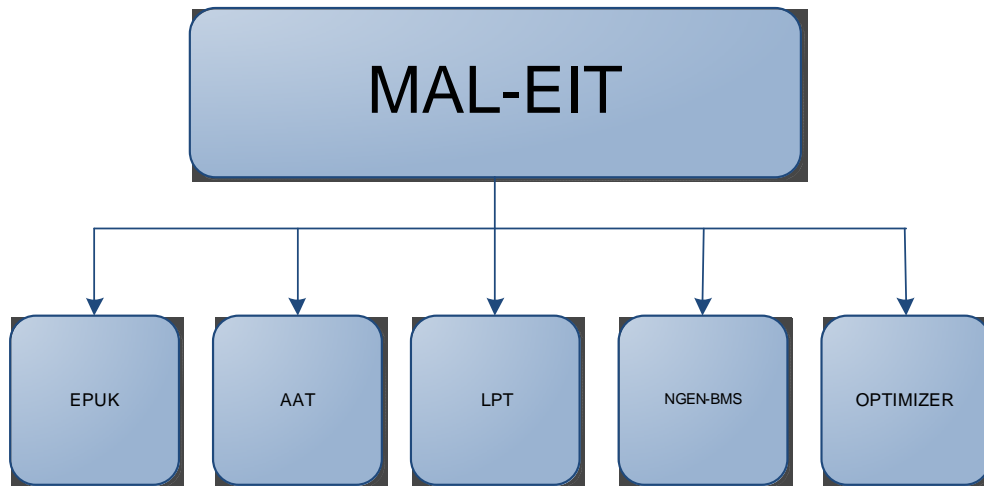 MAL-EIT
EPUK
AAT
LPT
NGEN-BMS
OPTIMIZER